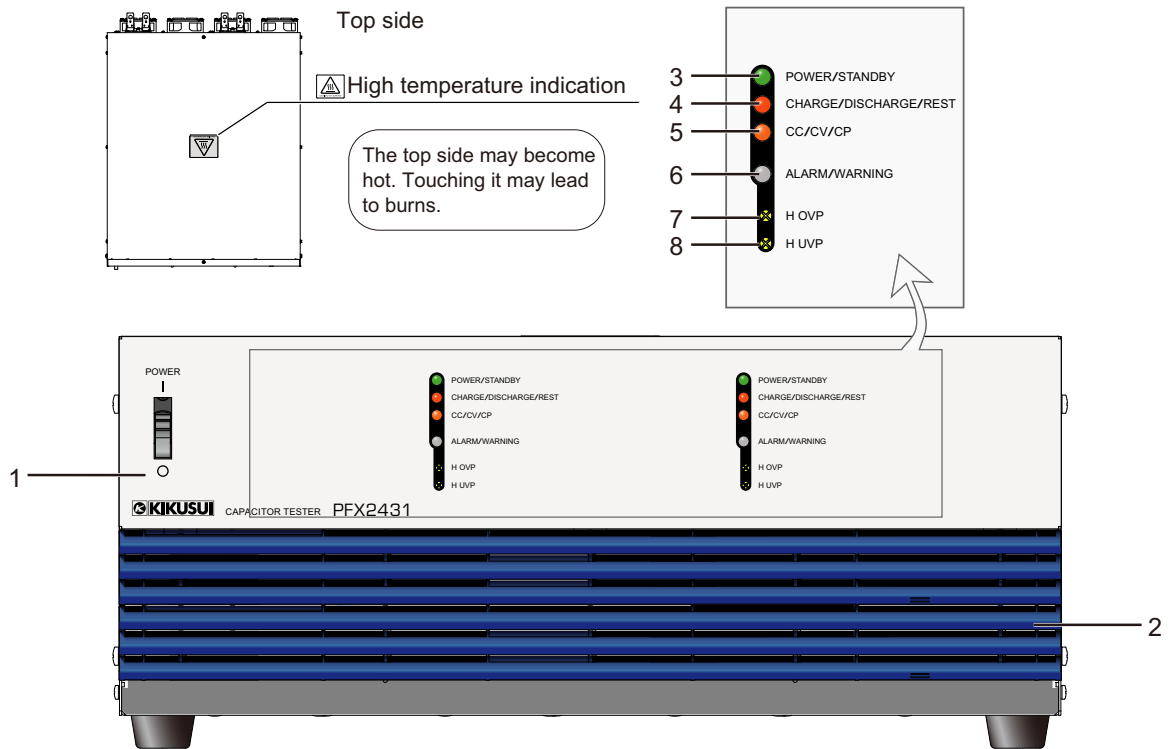 Top side
High temperature indication
The top side may become
hot. Touching it may lead
to burns.
3 POWER/STANDBY
4 CHARGE/DISCHARGE/REST
5 CC/CV/CP
6 ALARM/WARNING
7 H OVP
8 H UVP
POWER
1
POWER/STANDBY
CHARGE/DISCHARGE/REST
CC/CV/CP
ALARM/WARNING
H OVP
H UVP
POWER/STANDBY
CHARGE/DISCHARGE/REST
CC/CV/CP
ALARM/WARNING
H OVP
H UVP
KIKUSUI CAPACITOR TESTER PFX2431
2